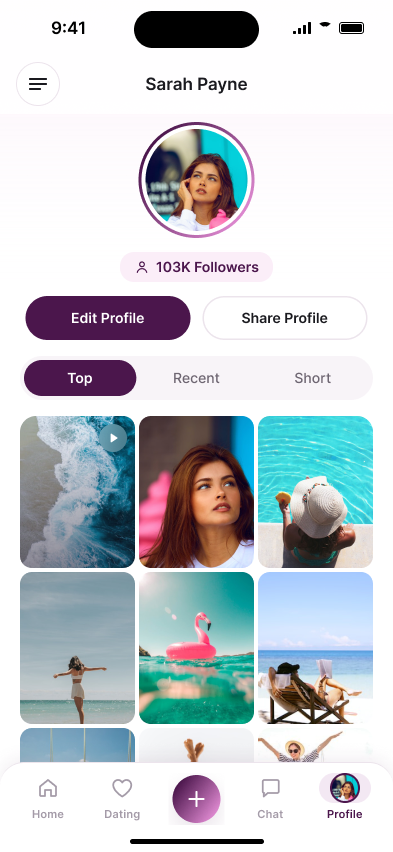 9:41
Sarah Payne
103K Followers
Edit Profile
Share Profile
Top
Recent
Short
Home
Dating
Chat
Profile